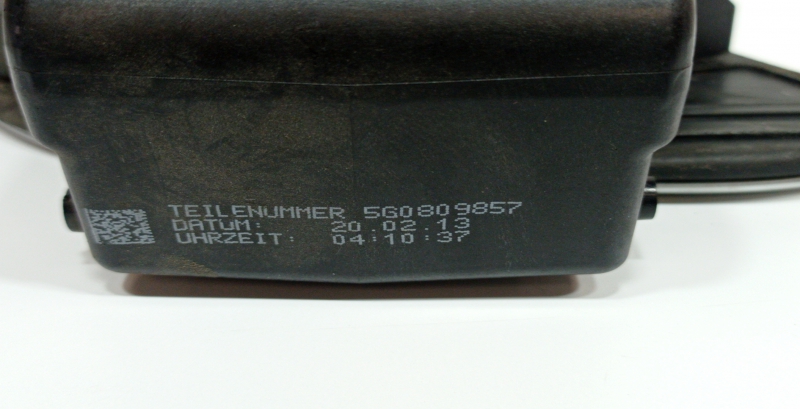 TEILENUMMER 5G0809857
DATUM: 20.02.13
UHRZEIT: 04:10:37